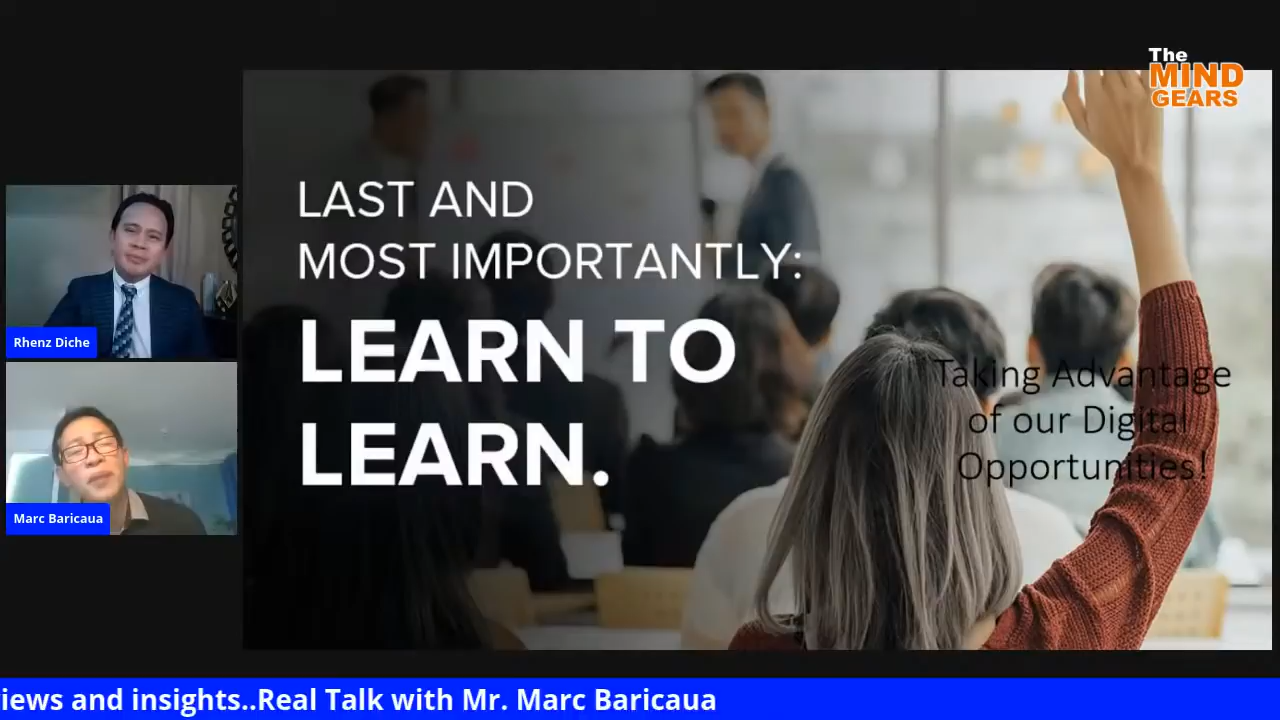 The
MIND
GEARS
LAST AND
MOST IMPORTANTLY:
LEARN TO
LEARN.
Taking Advantage
of our Digital
Opportunities!
Rhenz Diche
Marc Baricaua
iews and insights..Real Talk with Mr. Marc Baricaua